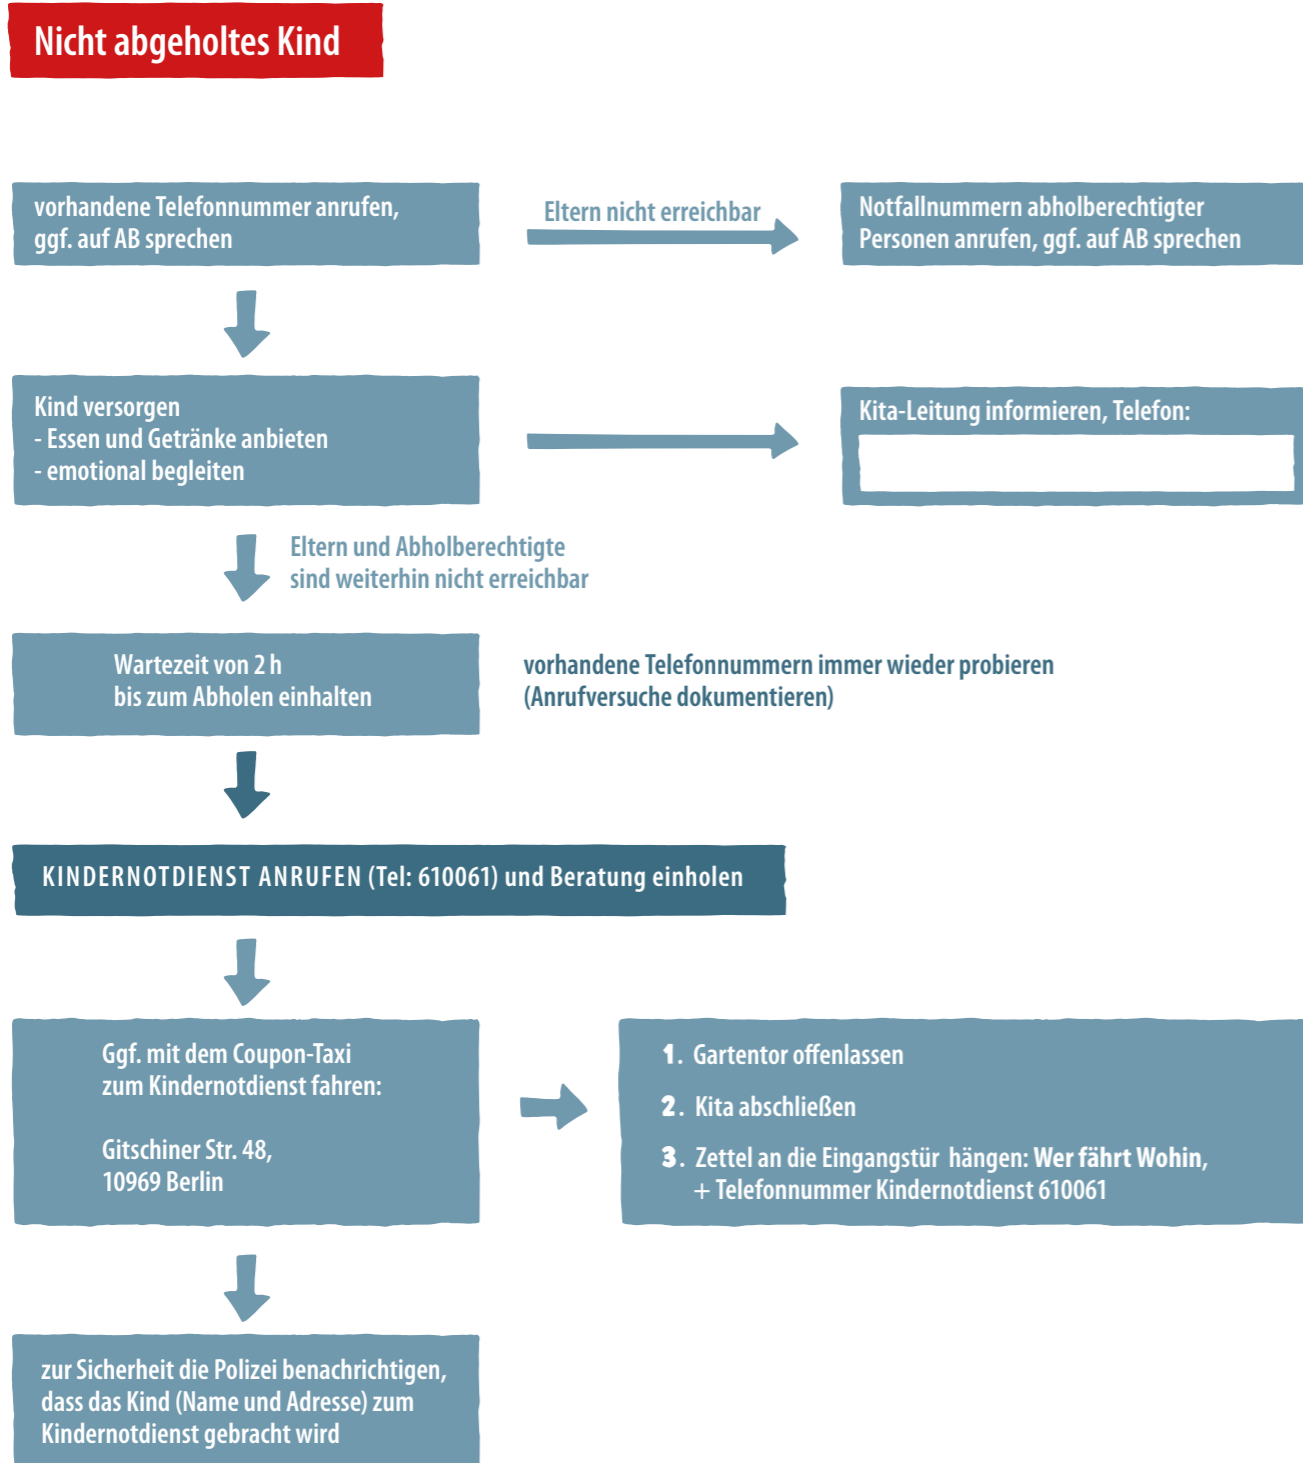 Nicht abgeholtes Kind
vorhandene Telefonnummer anrufen,
ggf. auf AB sprechen
Eltern nicht erreichbar
Notfallnummern abholberechtigter
Personen anrufen, ggf. auf AB sprechen
Kind versorgen
- Essen und Getränke anbieten
- emotional begleiten
Kita-Leitung informieren, Telefon:
Eltern und Abholberechtigte
sind weiterhin nicht erreichbar
Wartezeit von 2 h
bis zum Abholen einhalten
vorhandene Telefonnummern immer wieder probieren
(Anrufversuche dokumentieren)
KINDERNOTDIENST ANRUFEN (Tel: 610061) und Beratung einholen
Ggf. mit dem Coupon-Taxi
zum Kindernotdienst fahren:
Gitschiner Str. 48,
10969 Berlin
1. Gartentor offenlassen
2. Kita abschließen
3. Zettel an die Eingangstür hängen: Wer fährt Wohin,
+ Telefonnummer Kindernotdienst 610061
zur Sicherheit die Polizei benachrichtigen,
dass das Kind (Name und Adresse) zum
Kindernotdienst gebracht wird